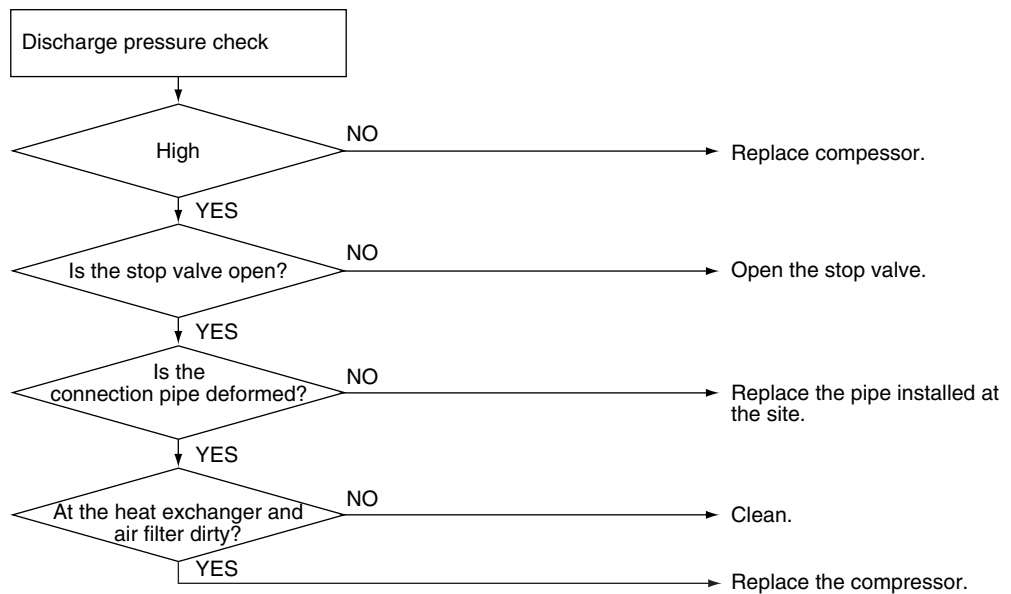 Discharge pressure check
High
NO
Replace compessor.
YES
Is the stop valve open?
NO
Open the stop valve.
YES
Is the
connection pipe deformed?
NO
Replace the pipe installed at
the site.
YES
At the heat exchanger and
air filter dirty?
NO
Clean.
YES
Replace the compressor.